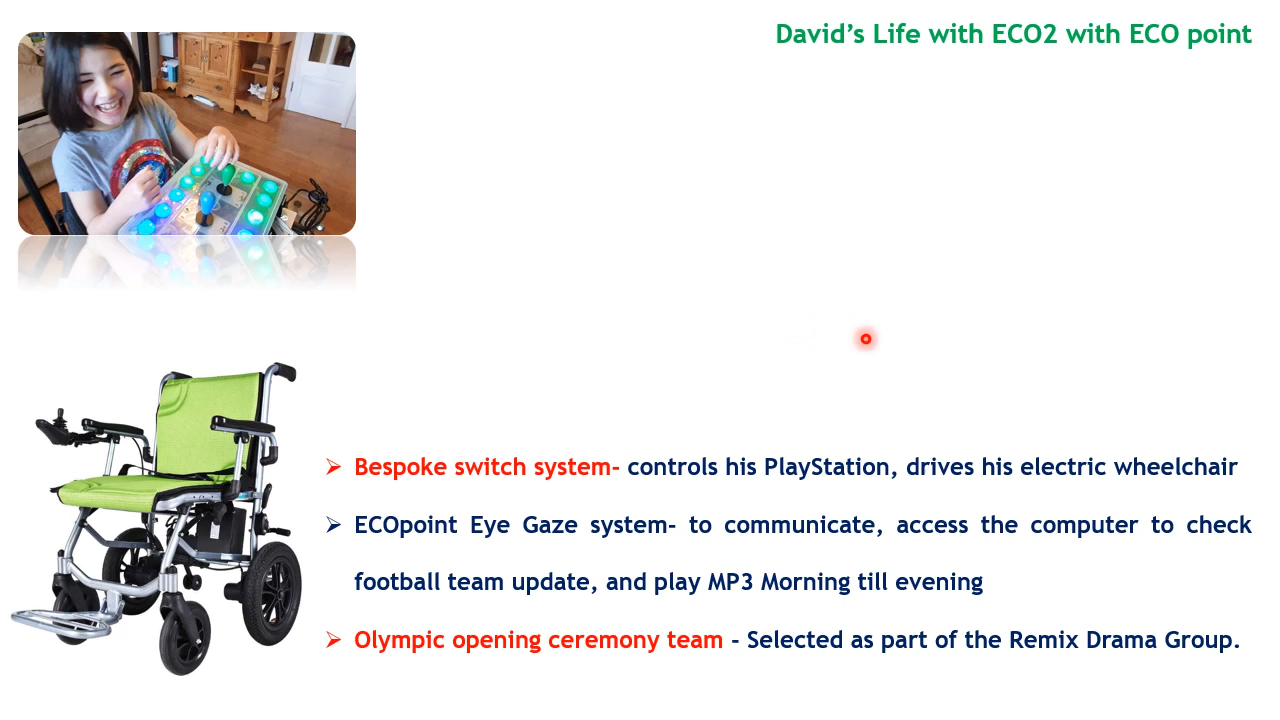 David’s Life with ECO2 with ECO point
➢ Bespoke switch system- controls his PlayStation, drives his electric wheelchair
➢ ECOpoint Eye Gaze system- to communicate, access the computer to check
football team update, and play MP3 Morning till evening
➢ Olympic opening ceremony team - Selected as part of the Remix Drama Group.